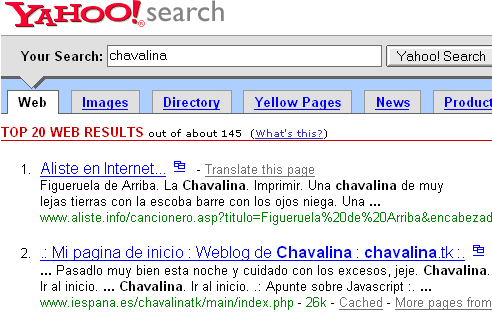 YAHOO! search
Your Search: chavalina Yahoo! Search
Web Images Directory Yellow Pages News Product
TOP 20 WEB RESULTS out of about 145 (What's this?)
1. Aliste en Internet... - Translate this page
Figueruela de Arriba. La Chavalina. Imprimir. Una chavalina de muy
lejas tierras con la escoba barre con los ojos niega. Una ...
www.aliste.info/cancionero.asp?titulo=Figueruela%20de%20Arriba&encabezad
2. .: Mi pagina de inicio : Weblog de Chavalina : chavalina.tk :.
... Pasadlo muy bien esta noche y cuidado con los excesos, jeje. Chavalina.
Ir al inicio. ... Chavalina. Ir al inicio. .: Apunte sobre Javascript :. ...
www.iespana.es/chavalinatk/main/index.php - 26k - Cached - More pages from